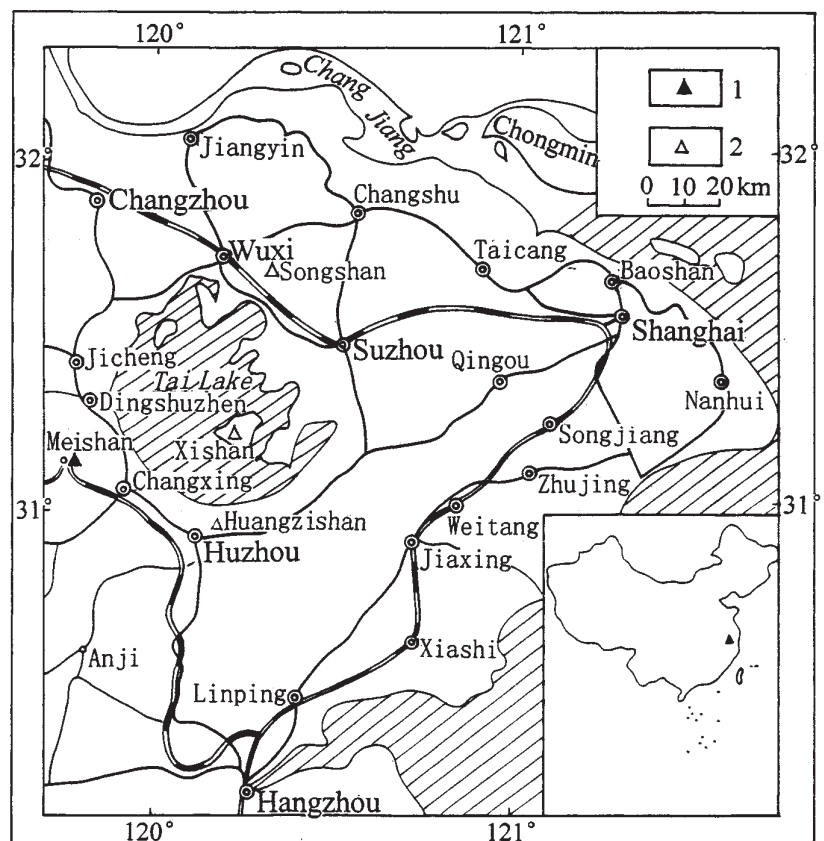 120°
121°
Chang
Jiang
1
Chongmin
2
0 10 20 km
32°
32°
Jiangyin
Changzhou
Changshu
Wuxi
Songshan
Taicang
Baoshan
Shanghai
Suzhou
Jicheng
Qingou
Tai Lake
Dingshuzhen
Nanhui
Xishan
Songjiang
Meishan
Changxing
Zhujing
31°
31°
Huangzishan
Weitang
Huzhou
Jiaxing
Anji
Xiashi
Linping
Hangzhou
120°
121°